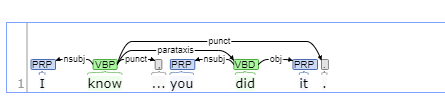 punct
parataxis
PRP nsubj VBP punct . PRP nsubj VBD obj PRP .
1 I know ... you did it .